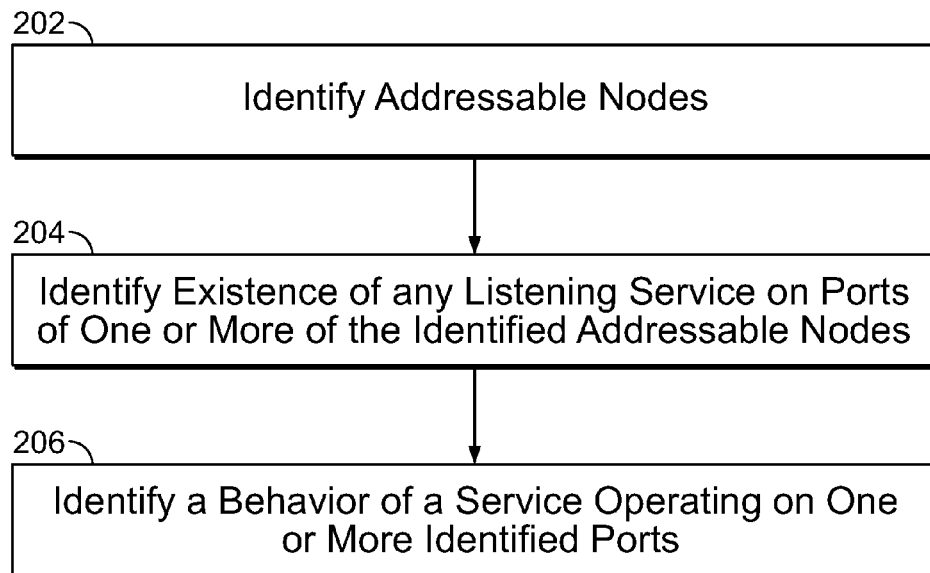 202
Identify Addressable Nodes
204
Identify Existence of any Listening Service on Ports
of One or More of the Identified Addressable Nodes
206
Identify a Behavior of a Service Operating on One
or More Identified Ports